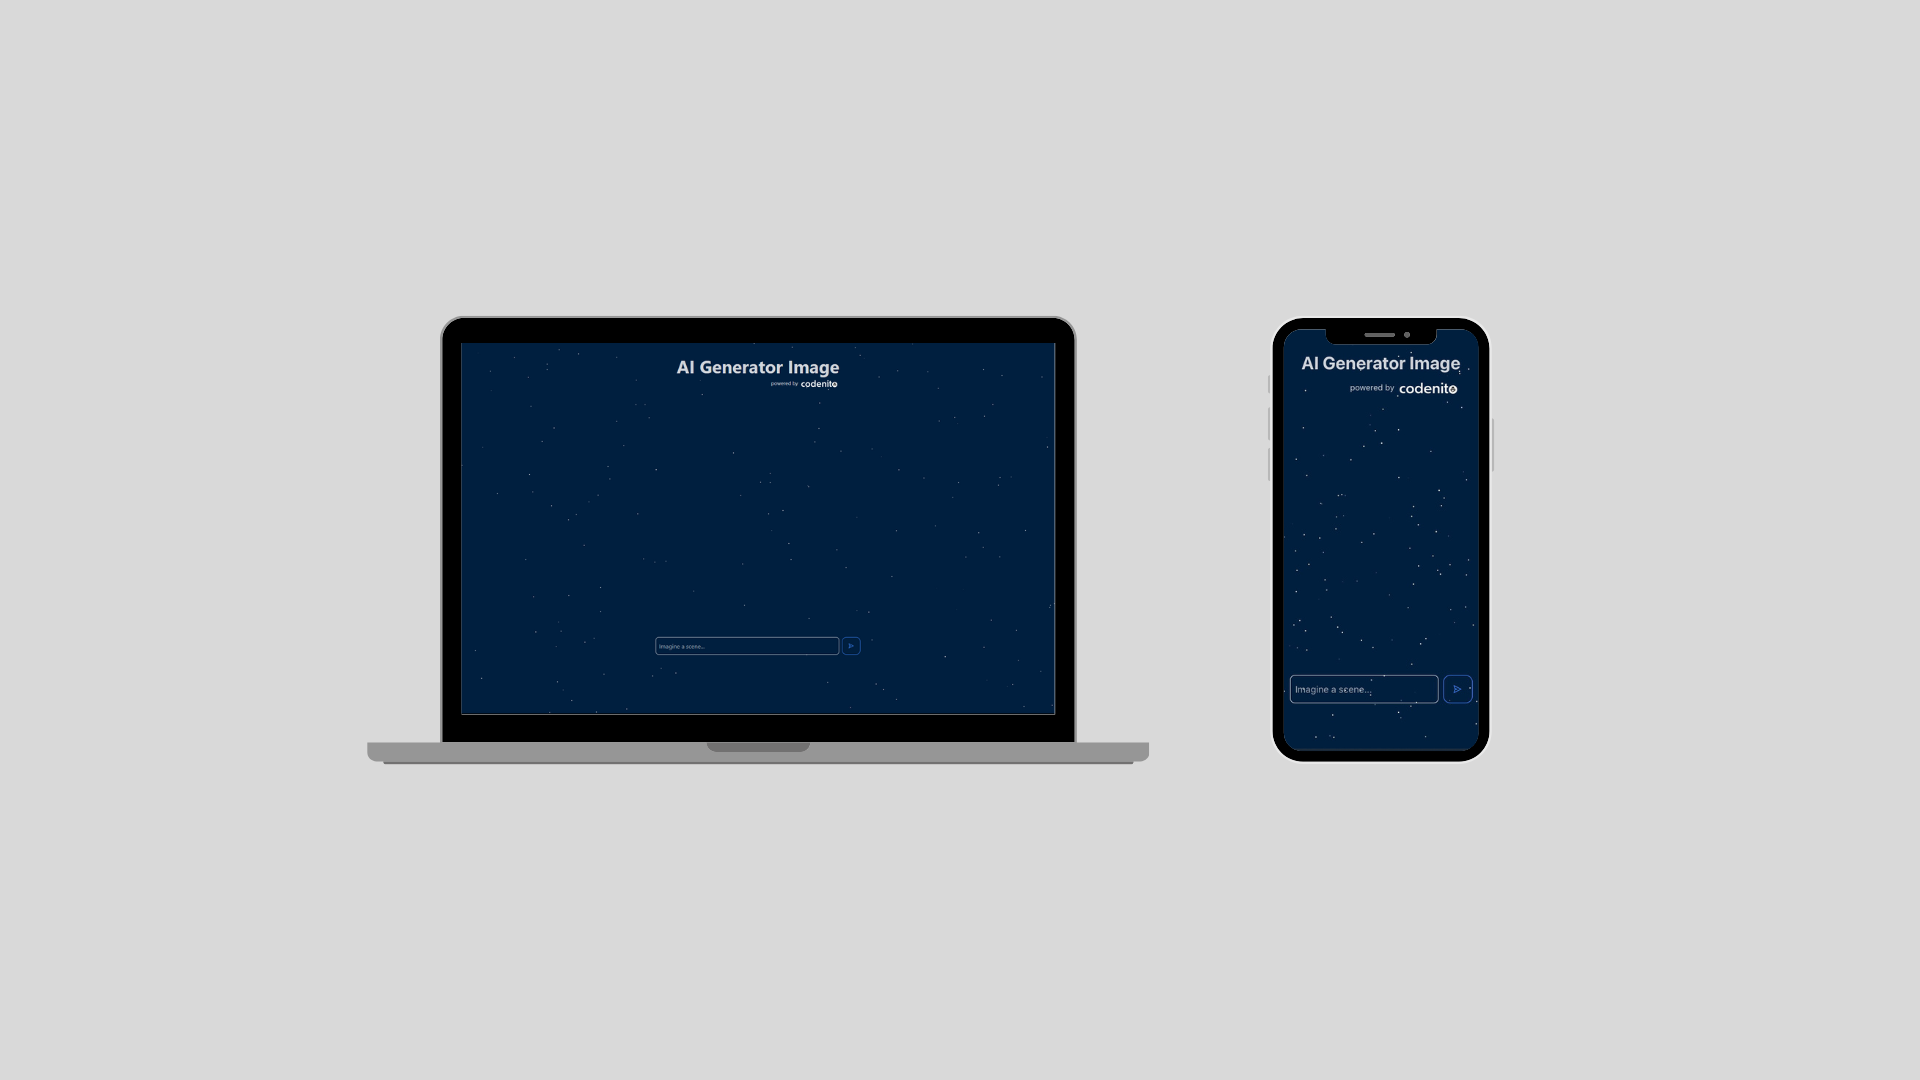 AI Generator Image
powered by codenito
Imagine a scene...
AI Generator Image
powered by codenito
Imagine a scene...